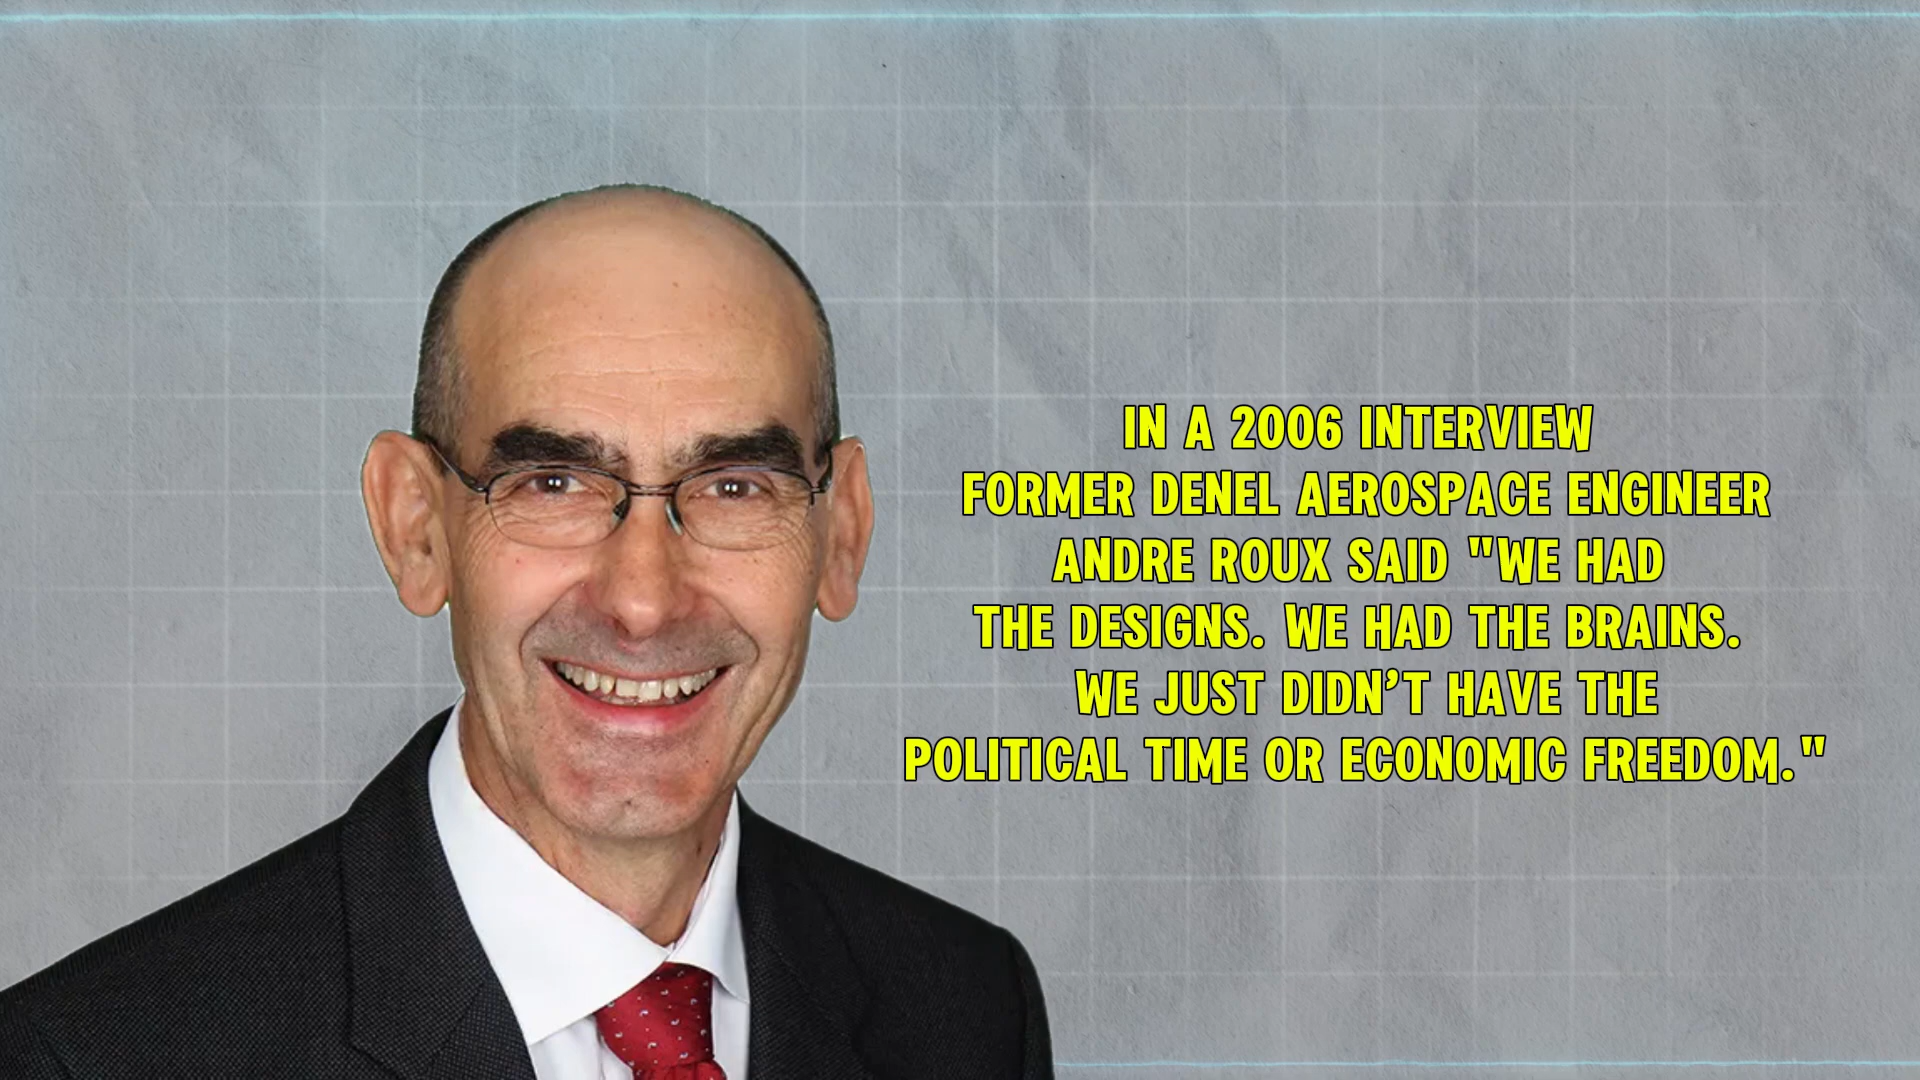 IN A 2006 INTERVIEW
FORMER DENEL AEROSPACE ENGINEER
ANDRE ROUX SAID "WE HAD
THE DESIGNS. WE HAD THE BRAINS.
WE JUST DIDN’T HAVE THE
POLITICAL TIME OR ECONOMIC FREEDOM."